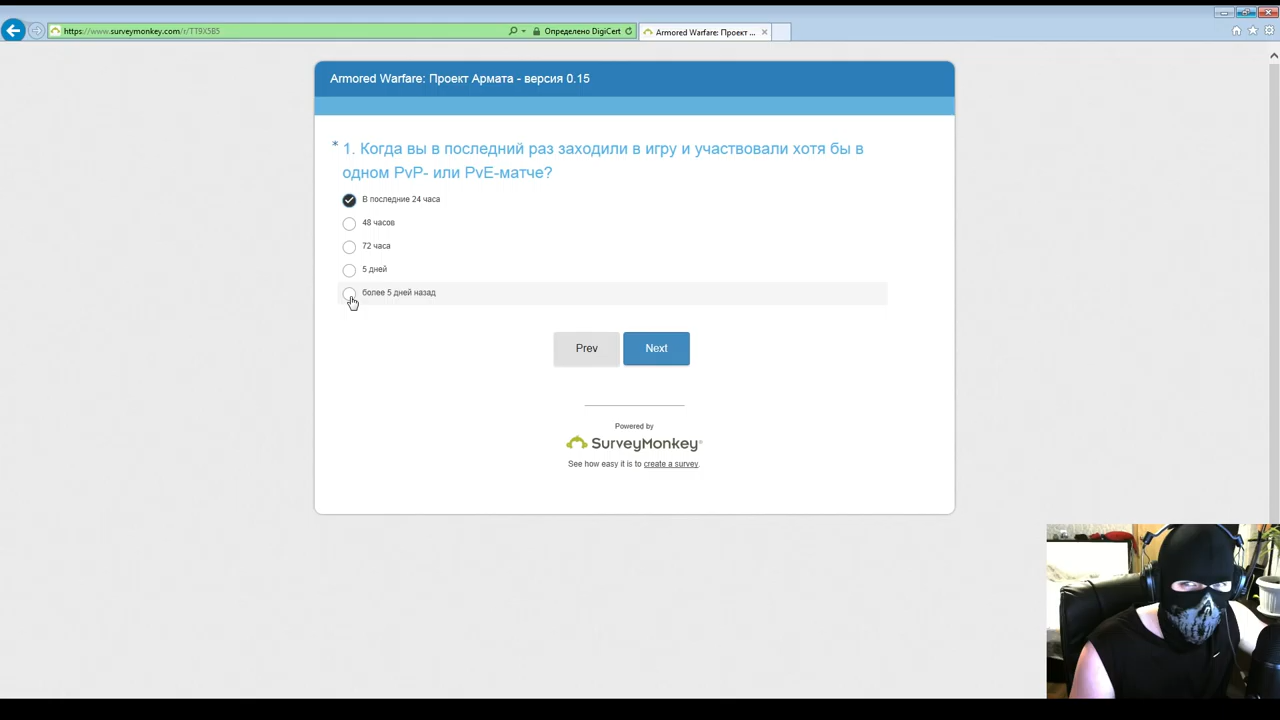 https://www.surveymonkey.com/r/TT9X5B5
Определено DigiCert
Armored Warfare: Проект ...
Armored Warfare: Проект Армата - версия 0.15
* 1. Когда вы в последний раз заходили в игру и участвовали хотя бы в
одном PvP- или PvE-матче?
В последние 24 часа
48 часов
72 часа
5 дней
более 5 дней назад
Prev
Next
Powered by
SurveyMonkey®
See how easy it is to create a survey.